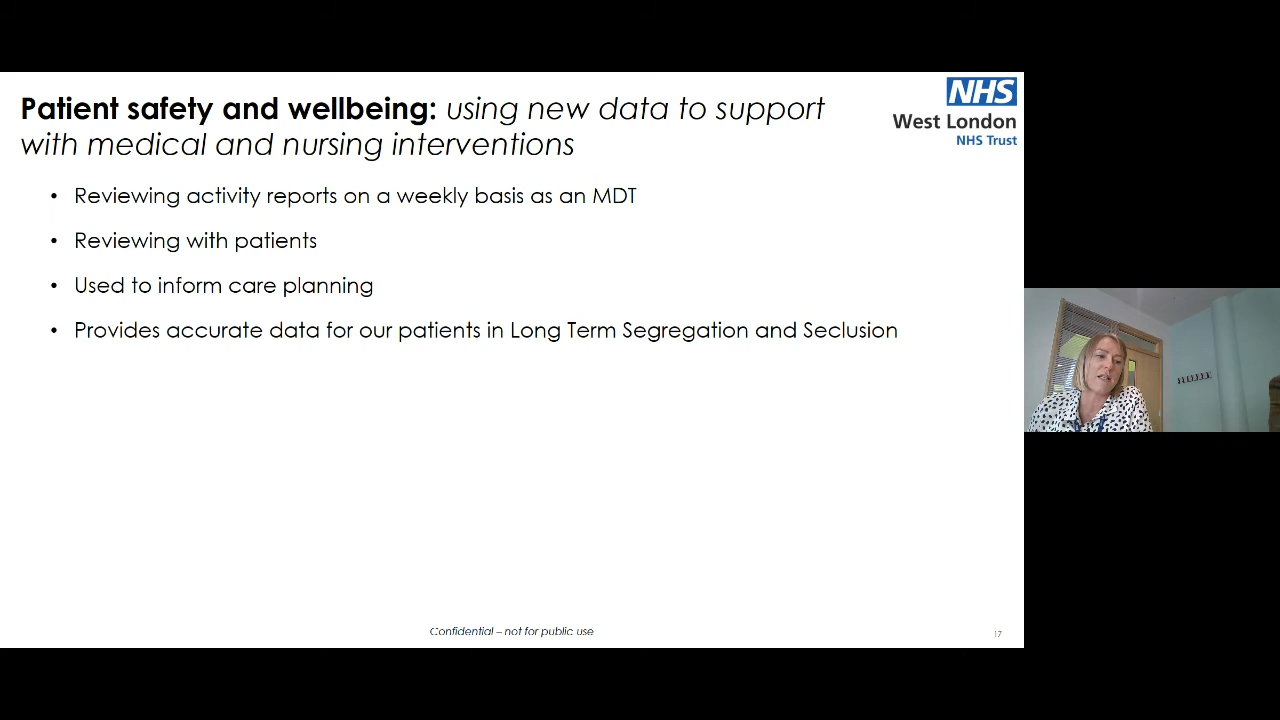 Patient safety and wellbeing: using new data to support
with medical and nursing interventions
NHS
West London
NHS Trust
• Reviewing activity reports on a weekly basis as an MDT
• Reviewing with patients
• Used to inform care planning
• Provides accurate data for our patients in Long Term Segregation and Seclusion
Confidential – not for public use
17